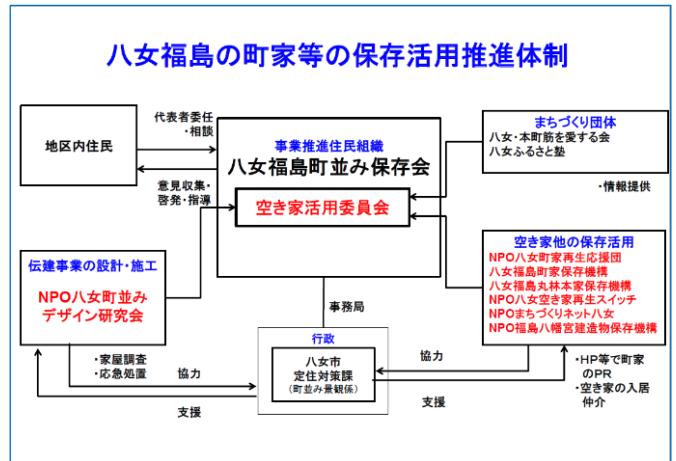 八女福島の町家等の保存活用推進体制
地区内住民
代表者委任
・相談
意見収集・
啓発・指導
事業推進住民組織
八女福島町並み保存会
空き家活用委員会
まちづくり団体
八女・本町筋を愛する会
八女ふるさと塾
・情報提供
伝建事業の設計・施工
NPO八女町並み
デザイン研究会
空き家他の保存活用
NPO八女町家再生応援団
八女福島町家保存機構
八女福島丸林本家保存機構
NPO八女空き家再生スイッチ
NPOまちづくりネット八女
NPO福島八幡宮建造物保存機構
事務局
行政
八女市
定住対策課
(町並み景観係)
・家屋調査
・応急処置
協力
支援
協力
支援
・HP等で町家
のPR
・空き家の入居
仲介